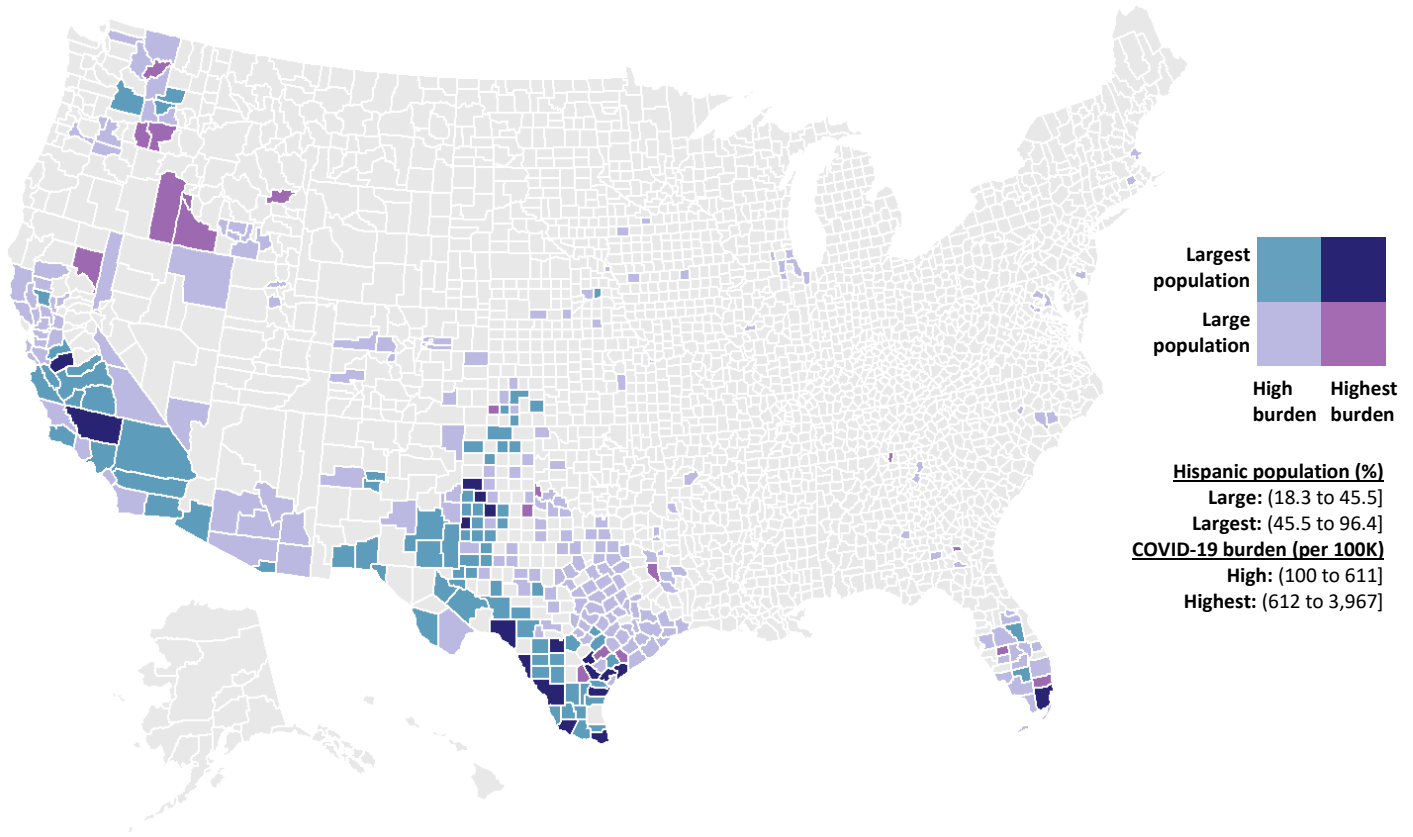 Largest
population
Large
population
High
burden
Highest
burden
Hispanic population (%)
Large: (18.3 to 45.5]
Largest: (45.5 to 96.4]
COVID-19 burden (per 100K)
High: (100 to 611]
Highest: (612 to 3,967]